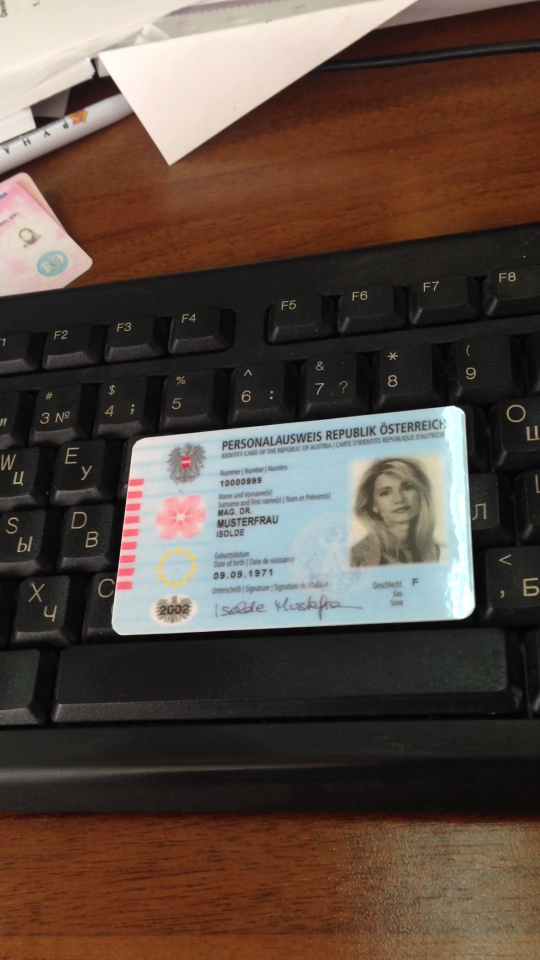 РУНД
F2
F3
F4
F5
F6
F7
F8
#
3 №
$
4 ;
%
5
^
6 :
&
7 ?
*
8
(
9
W
Ц
E
У
О
Щ
S
Ы
D
В
Л
X
Ч
C
<
, Б
PERSONALAUSWEIS REPUBLIK ÖSTERREICH
IDENTITY CARD OF THE REPUBLIC OF AUSTRIA | CARTE D'IDENTITÉ RÉPUBLIQUE D'AUTRICHE
Nummer | Number | Numéro
10000999
Name und Vorname(n)
Surname and first name(s) | Nom et Prénom(s)
MAG. DR.
MUSTERFRAU
ISOLDE
Geburtsdatum
Date of birth | Date de naissance
09.09.1971
Unterschrift | Signature | Signature du titulaire
Isolde Musterfrau
Geschlecht F
Sex
Sexe
2002